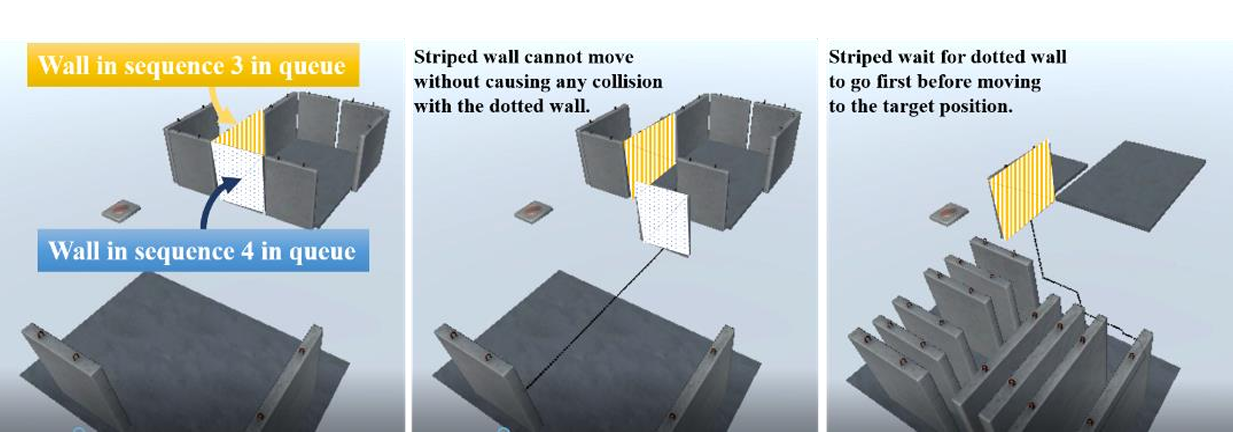 Wall in sequence 3 in queue
Wall in sequence 4 in queue
Striped wall cannot move
without causing any collision
with the dotted wall.
Striped wait for dotted wall
to go first before moving
to the target position.